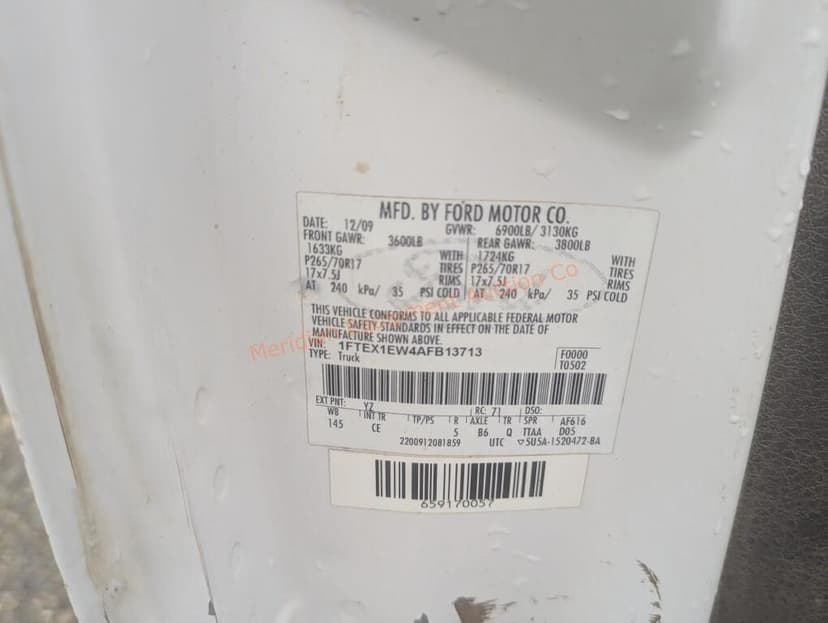 MFD. BY FORD MOTOR CO.
DATE: 12/09 GVWR: 6900LB/ 3130KG
FRONT GAWR: 3600LB REAR GAWR: 3800LB
1633KG WITH 1724KG WITH
P265/70R17 TIRES P265/70R17 TIRES
17x7.5J RIMS 17x7.5J RIMS
AT 240 kPa/ 35 PSI COLD AT 240 kPa/ 35 PSI COLD
THIS VEHICLE CONFORMS TO ALL APPLICABLE FEDERAL MOTOR
VEHICLE SAFETY STANDARDS IN EFFECT ON THE DATE OF
MANUFACTURE SHOWN ABOVE.
VIN: 1FTEX1EW4AFB13713 F0000
TYPE: Truck T0502
EXT PNT: YZ RC: 71 DSO:
WB INT TR TP/PS R AXLE TR SPR AF616
145 CE 5 B6 Q TTAA D05
2200912081859 UTC ▽5U5A-1520472-BA
659170057
Co